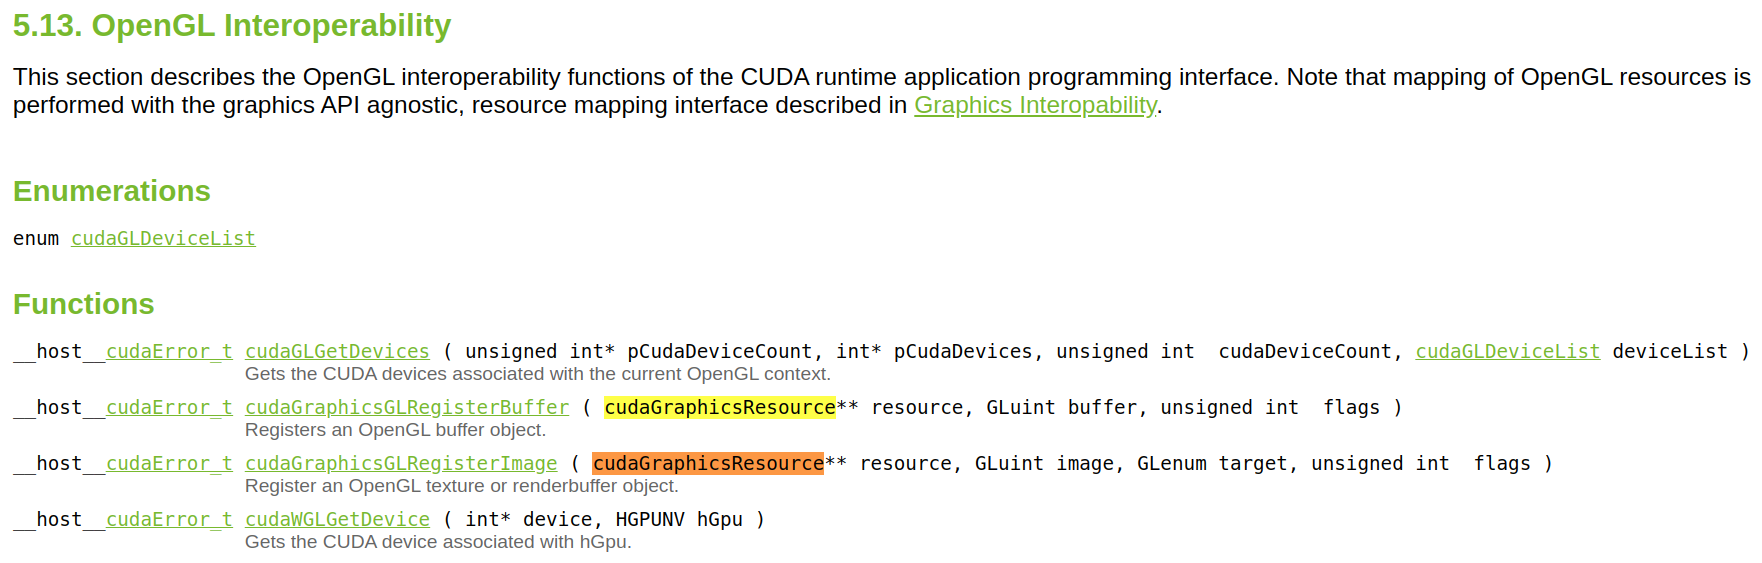 5.13. OpenGL Interoperability
This section describes the OpenGL interoperability functions of the CUDA runtime application programming interface. Note that mapping of OpenGL resources is
performed with the graphics API agnostic, resource mapping interface described in Graphics Interopability.
Enumerations
enum cudaGLDeviceList
Functions
__host__cudaError_t cudaGLGetDevices ( unsigned int* pCudaDeviceCount, int* pCudaDevices, unsigned int  cudaDeviceCount, cudaGLDeviceList deviceList )
Gets the CUDA devices associated with the current OpenGL context.
__host__cudaError_t cudaGraphicsGLRegisterBuffer ( cudaGraphicsResource** resource, GLuint buffer, unsigned int  flags )
Registers an OpenGL buffer object.
__host__cudaError_t cudaGraphicsGLRegisterImage ( cudaGraphicsResource** resource, GLuint image, GLenum target, unsigned int  flags )
Register an OpenGL texture or renderbuffer object.
__host__cudaError_t cudaWGLGetDevice ( int* device, HGPUNV hGpu )
Gets the CUDA device associated with hGpu.